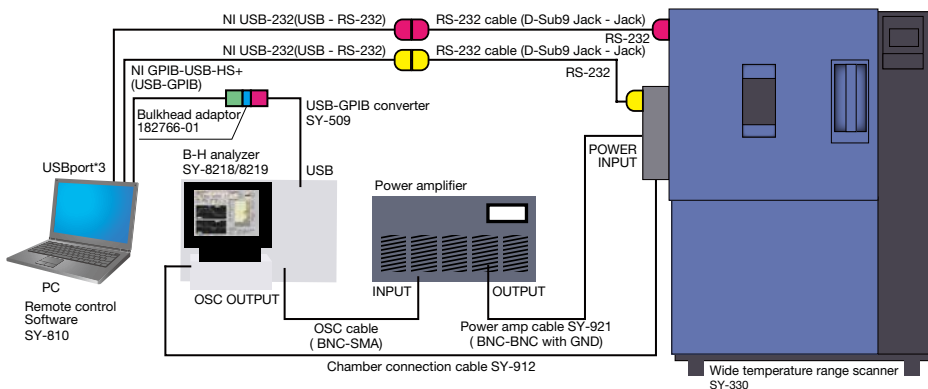 NI USB-232(USB - RS-232)
RS-232 cable (D-Sub9 Jack - Jack)
RS-232
NI USB-232(USB - RS-232)
RS-232 cable (D-Sub9 Jack - Jack)
RS-232
NI GPIB-USB-HS+
(USB-GPIB)
Bulkhead adaptor
182766-01
USB-GPIB converter
SY-509
B-H analyzer
SY-8218/8219
USB
USBport*3
Power amplifier
POWER
INPUT
PC
Remote control
Software
SY-810
OSC OUTPUT
INPUT
OUTPUT
OSC cable
( BNC-SMA)
Power amp cable SY-921
( BNC-BNC with GND)
Chamber connection cable SY-912
Wide temperature range scanner
SY-330